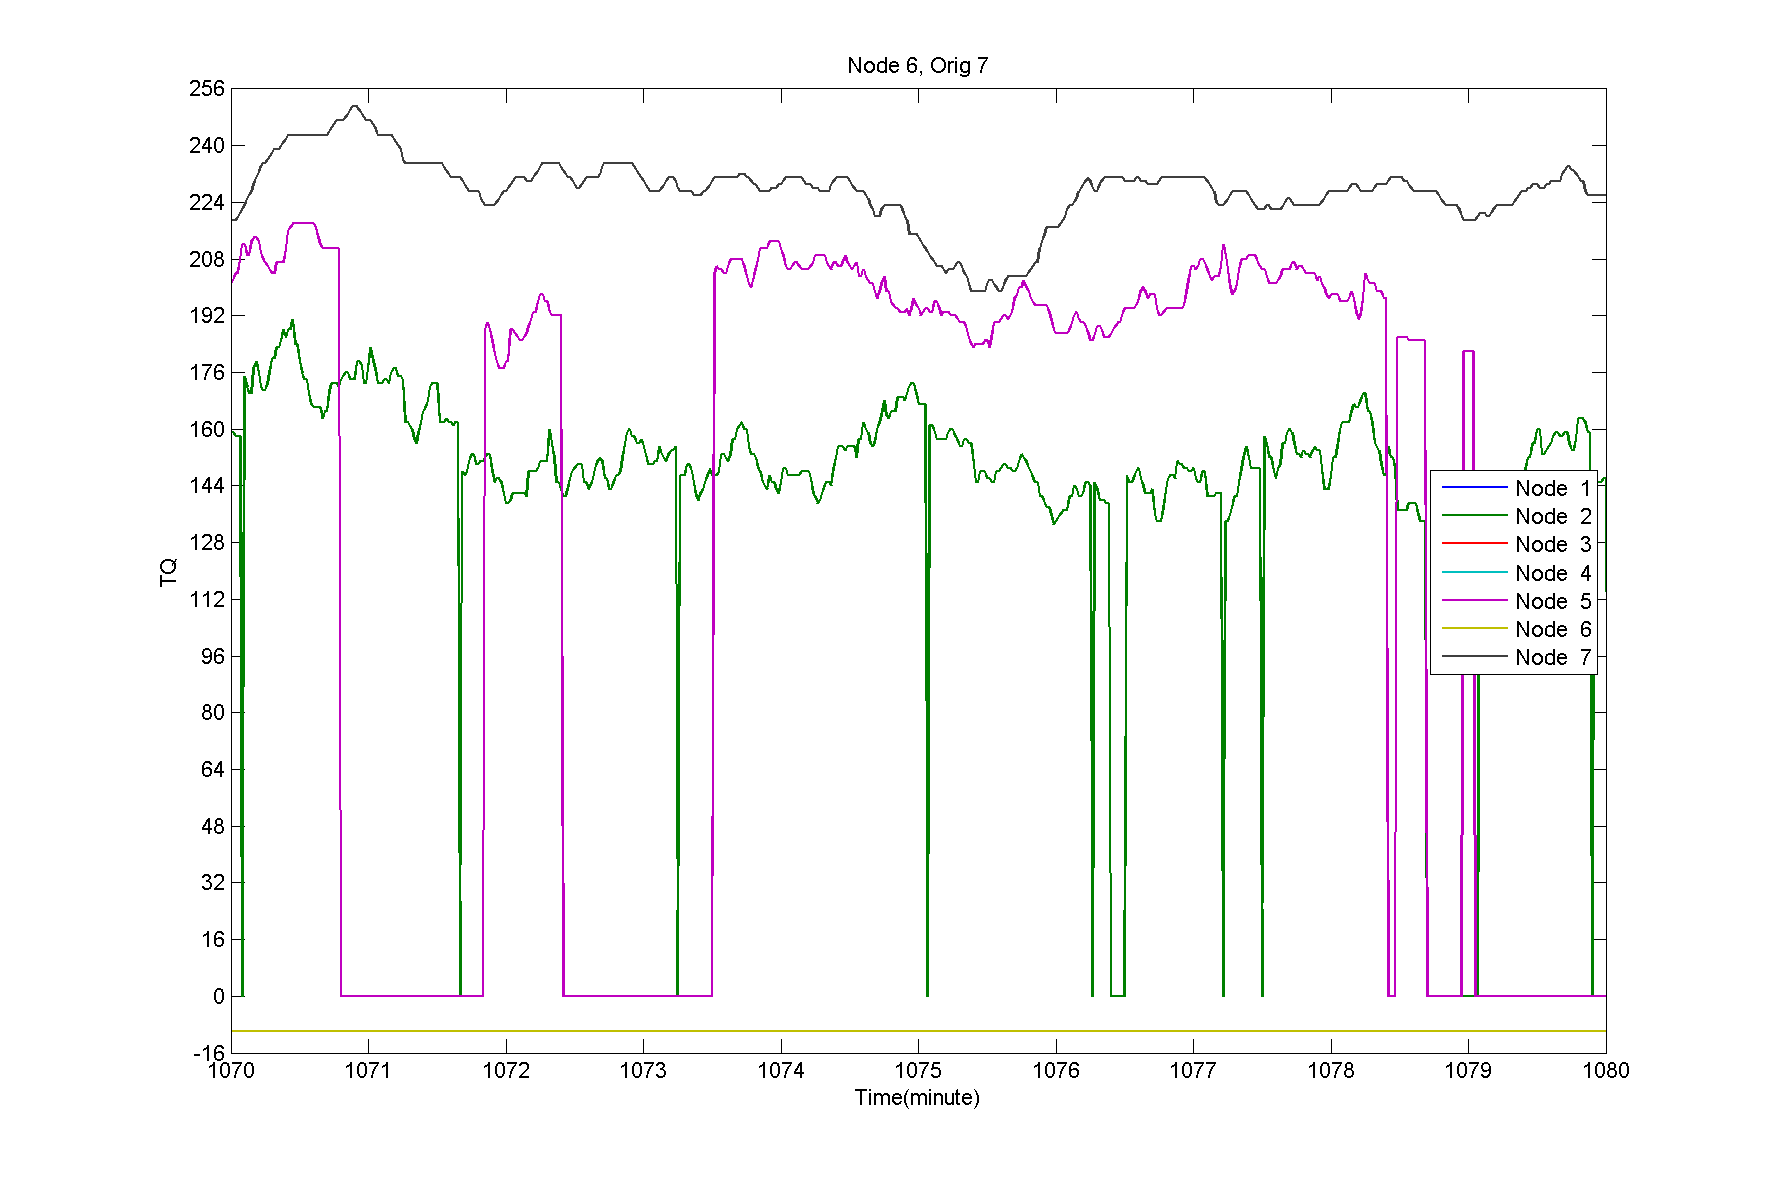 Node 6, Orig 7
256
240
224
208
192
176
160
144
128
112
96
80
64
48
32
16
0
-16
TQ
Node 1
Node 2
Node 3
Node 4
Node 5
Node 6
Node 7
1070 1071 1072 1073 1074 1075 1076 1077 1078 1079 1080
Time(minute)